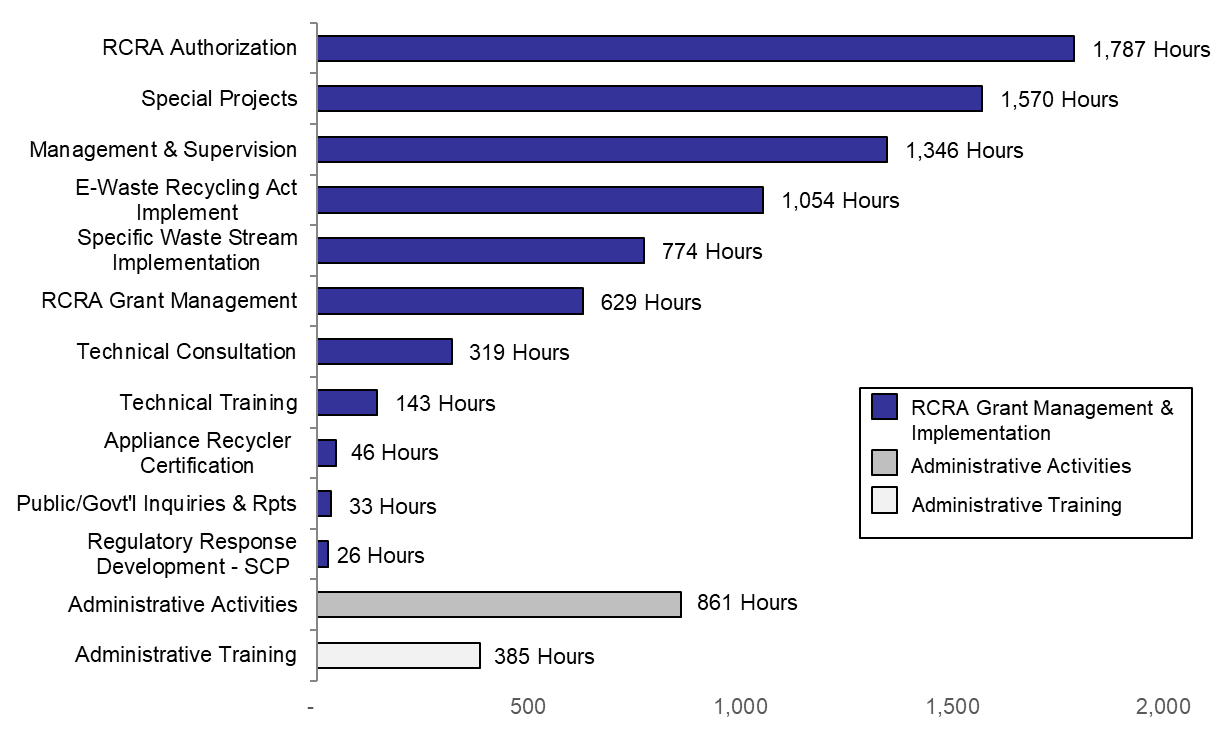 RCRA Authorization
1,787 Hours
Special Projects
1,570 Hours
Management & Supervision
1,346 Hours
E-Waste Recycling Act
Implement
1,054 Hours
Specific Waste Stream
Implementation
774 Hours
RCRA Grant Management
629 Hours
Technical Consultation
319 Hours
Technical Training
143 Hours
Appliance Recycler
Certification
46 Hours
Public/Govt'l Inquiries & Rpts
33 Hours
Regulatory Response
Development - SCP
26 Hours
Administrative Activities
861 Hours
Administrative Training
385 Hours
RCRA Grant Management &
Implementation
Administrative Activities
Administrative Training
- 500 1,000 1,500 2,000